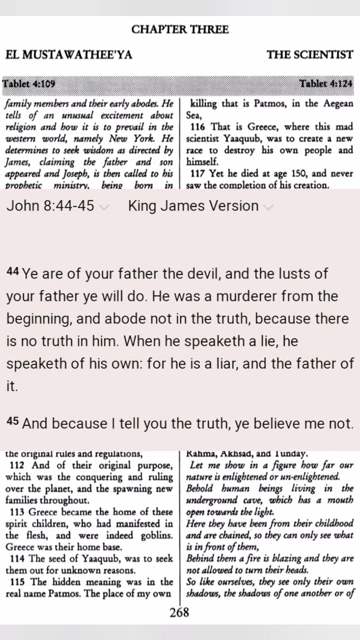 CHAPTER THREE
EL MUSTAWATHEE'YA THE SCIENTIST
Tablet 4:109 Tablet 4:124
family members and their early abodes. He
tells of an unusual excitement about
religion and how it is to prevail in the
western world, namely New York. He
determines to seek wisdom as directed by
James, claiming the father and son
appeared and Joseph, is then called to his
prophetic ministry, being born in
killing that is Patmos, in the Aegean
Sea,
116 That is Greece, where this mad
scientist Yaaquub, was to create a new
race to destroy his own people and
himself.
117 Yet he died at age 150, and never
saw the completion of his creation.
John 8:44-45 King James Version
44 Ye are of your father the devil, and the lusts of
your father ye will do. He was a murderer from the
beginning, and abode not in the truth, because there
is no truth in him. When he speaketh a lie, he
speaketh of his own: for he is a liar, and the father of
it.
45 And because I tell you the truth, ye believe me not.
the original rules and regulations,
112 And of their original purpose,
which was the conquering and ruling
over the planet, and the spawning new
families throughout.
113 Greece became the home of these
spirit children, who had manifested in
the flesh, and were indeed goblins.
Greece was their home base.
114 The seed of Yaaquub, was to seek
them out for unknown reasons.
115 The hidden meaning was in the
real name Patmos. The place of my own
Rahma, Akhsad, and Tunday.
Let me show in a figure how far our
nature is enlightened or un-enlightened.
Behold human beings living in the
underground cave, which has a mouth
open towards the light.
Here they have been from their childhood
and are chained, so they can only see what
is in front of them,
Behind them a fire is blazing and they are
not allowed to turn their heads.
So like ourselves, they see only their own
shadows, the shadows of one another or of
268